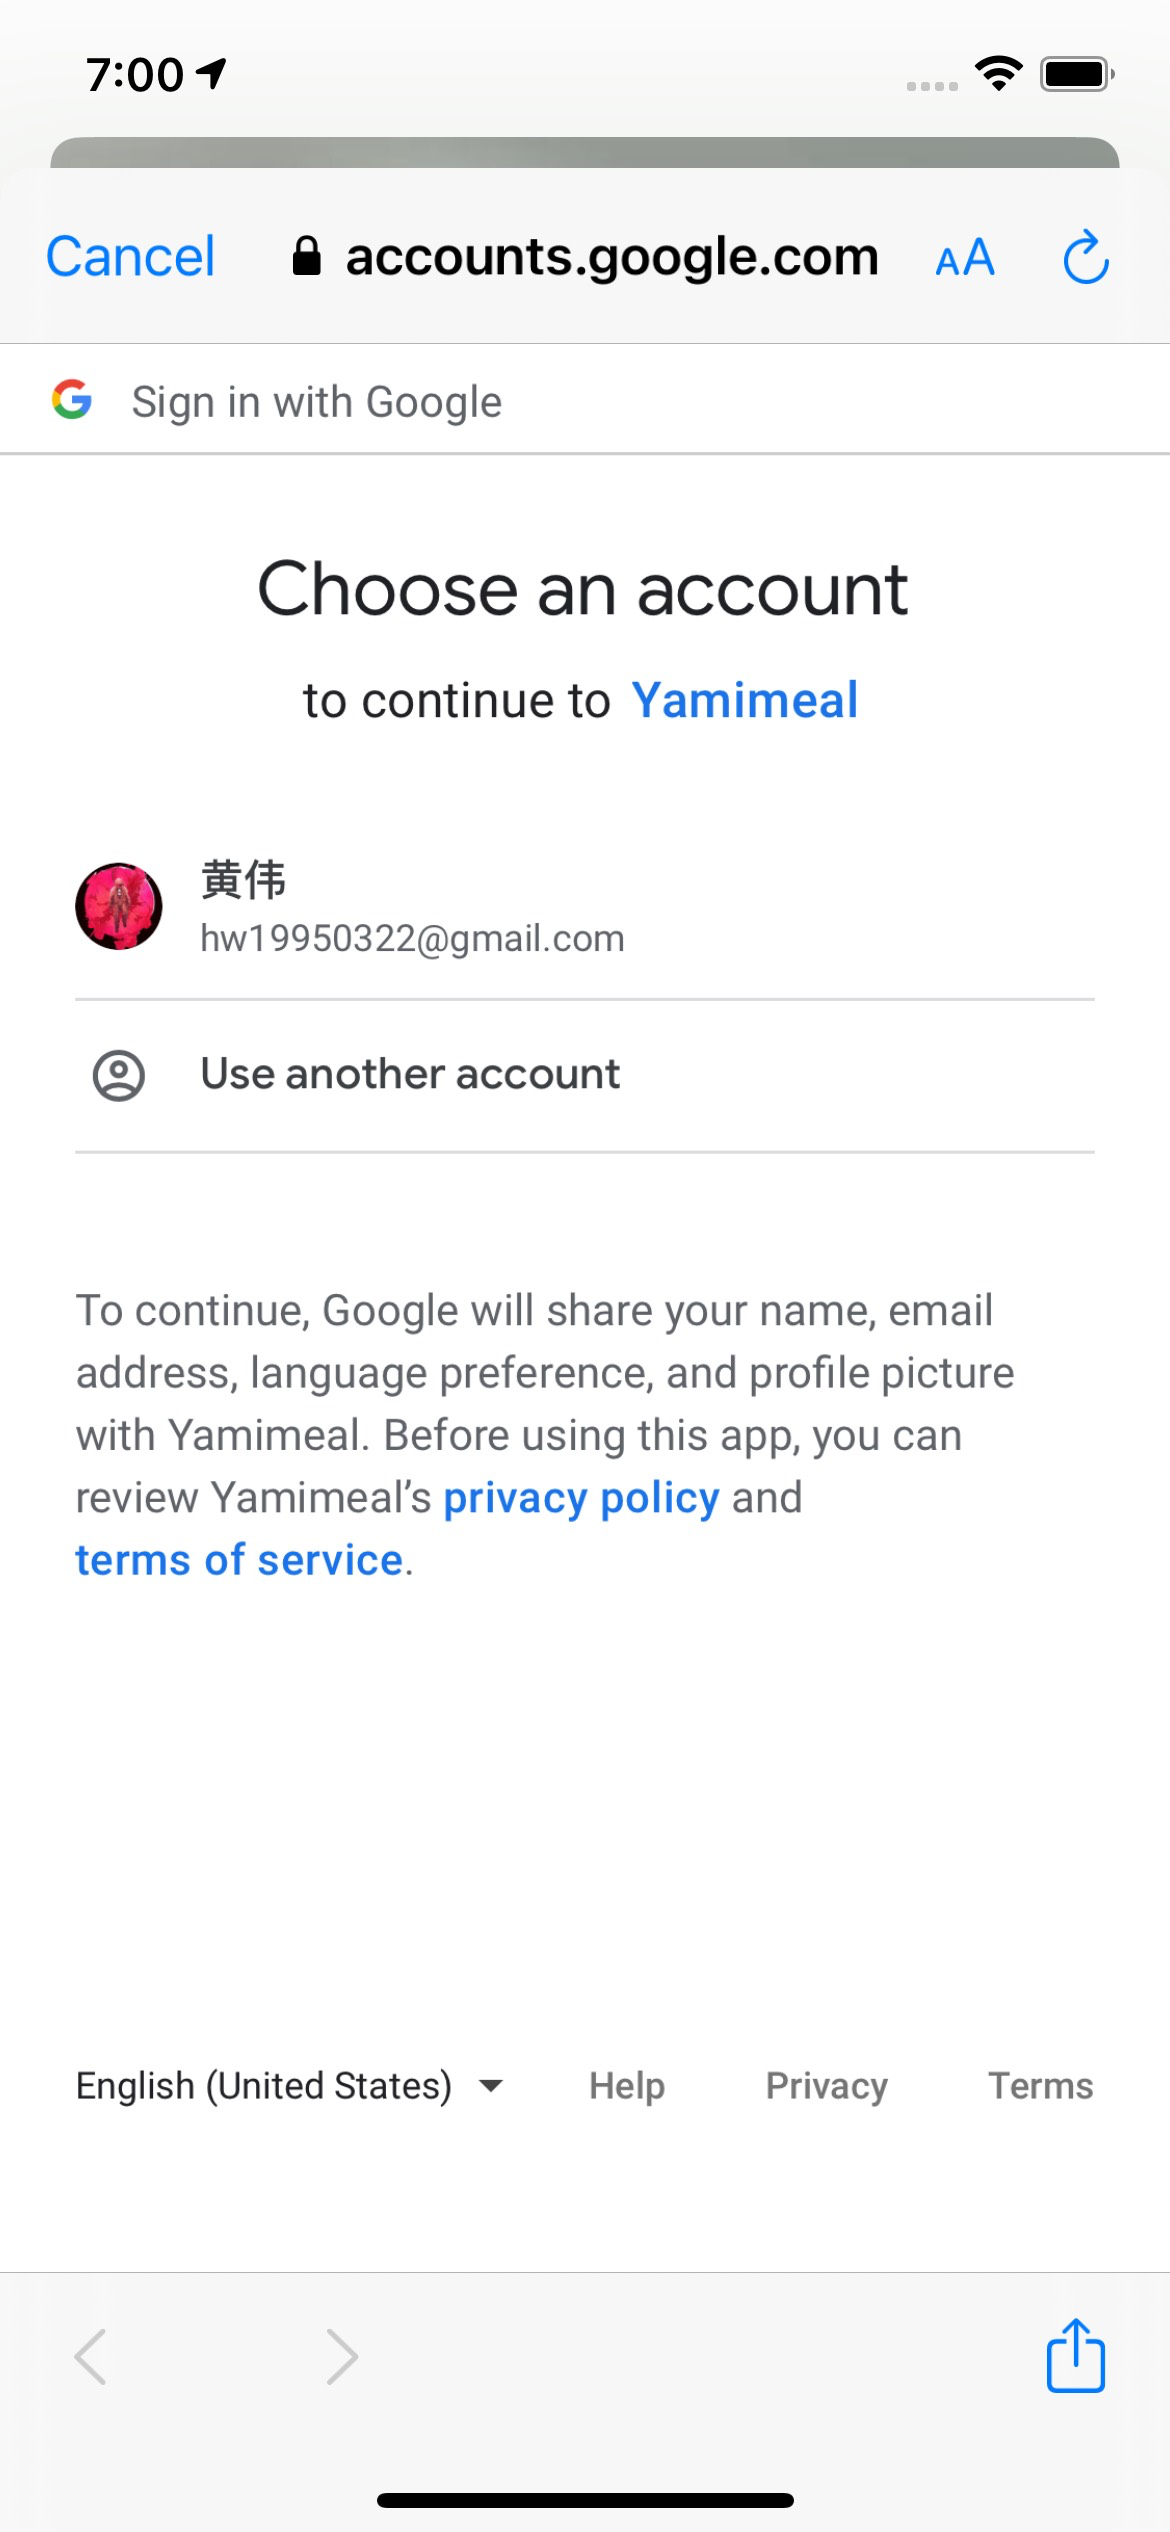 7:00
Cancel
accounts.google.com
AA
Sign in with Google
Choose an account
to continue to Yamimeal
黄伟
hw19950322@gmail.com
Use another account
To continue, Google will share your name, email
address, language preference, and profile picture
with Yamimeal. Before using this app, you can
review Yamimeal’s privacy policy and
terms of service.
English (United States)
Help
Privacy
Terms